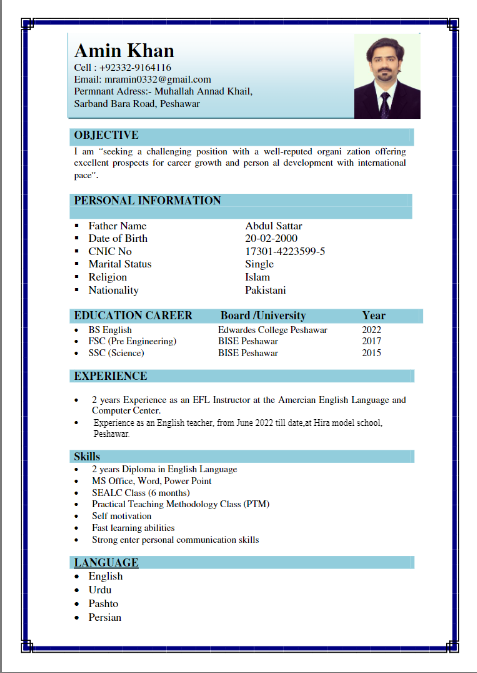 Amin Khan
Cell : +92332-9164116
Email: mramin0332@gmail.com
Permnant Adress:- Muhallah Annad Khail,
Sarband Bara Road, Peshawar
OBJECTIVE
I am “seeking a challenging position with a well-reputed organi zation offering
excellent prospects for career growth and person al development with international
pace”.
PERSONAL INFORMATION
▪ Father Name Abdul Sattar
▪ Date of Birth 20-02-2000
▪ CNIC No 17301-4223599-5
▪ Marital Status Single
▪ Religion Islam
▪ Nationality Pakistani
EDUCATION CAREER Board /University Year
• BS English Edwardes College Peshawar 2022
• FSC (Pre Engineering) BISE Peshawar 2017
• SSC (Science) BISE Peshawar 2015
EXPERIENCE
• 2 years Experience as an EFL Instructor at the Amercian English Language and
Computer Center.
• Experience as an English teacher, from June 2022 till date,at Hira model school,
Peshawar.
Skills
• 2 years Diploma in English Language
• MS Office, Word, Power Point
• SEALC Class (6 months)
• Practical Teaching Methodology Class (PTM)
• Self motivation
• Fast learning abilities
• Strong enter personal communication skills
LANGUAGE
• English
• Urdu
• Pashto
• Persian